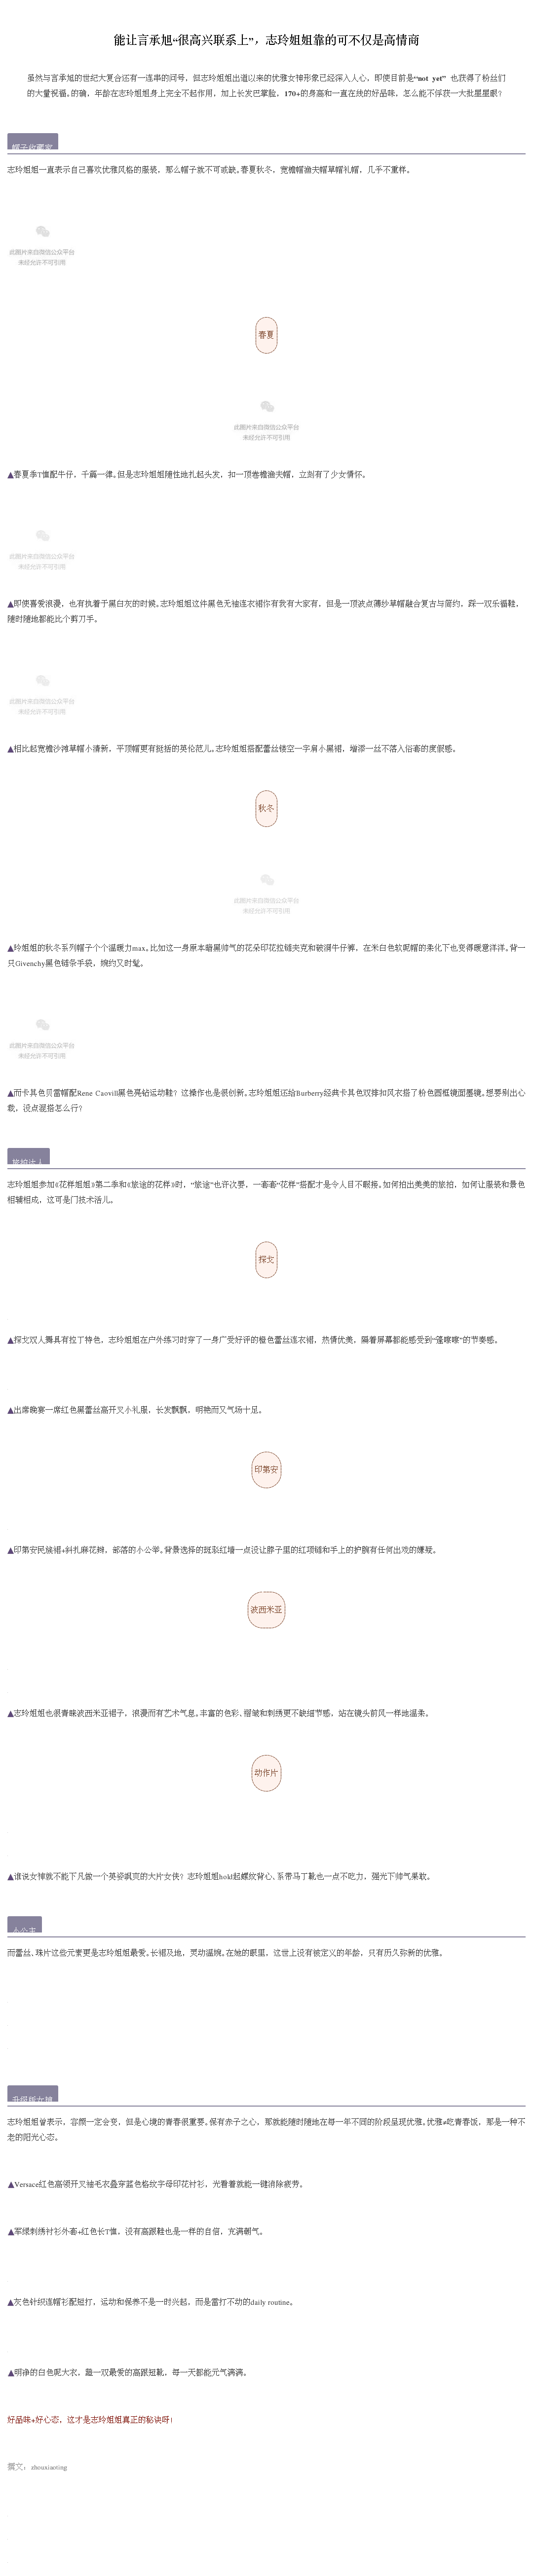 能让言承旭“很高兴联系上”，志玲姐姐靠的可不仅是高情商
虽然与言承旭的世纪大复合还有一连串的问号，但志玲姐姐出道以来的优雅女神形象已经深入人心，即使目前是“not yet” 也获得了粉丝们
的大量祝福。的确，年龄在志玲姐姐身上完全不起作用，加上长发巴掌脸，170+的身高和一直在线的好品味，怎么能不俘获一大批星星眼？
帽子收藏家
志玲姐姐一直表示自己喜欢优雅风格的服装，那么帽子就不可或缺。春夏秋冬，宽檐帽渔夫帽草帽礼帽，几乎不重样。
此图片来自微信公众平台
未经允许不可引用
春夏
此图片来自微信公众平台
未经允许不可引用
▲春夏季T恤配牛仔，千篇一律。但是志玲姐姐随性地扎起头发，扣一顶卷檐渔夫帽，立刻有了少女情怀。
此图片来自微信公众平台
未经允许不可引用
▲即使喜爱浪漫，也有执着于黑白灰的时候。志玲姐姐这件黑色无袖连衣裙你有我有大家有，但是一顶波点薄纱草帽融合复古与简约，踩一双乐福鞋，
随时随地都能比个剪刀手。
此图片来自微信公众平台
未经允许不可引用
▲相比起宽檐沙滩草帽小清新，平顶帽更有挺括的英伦范儿。志玲姐姐搭配蕾丝镂空一字肩小黑裙，增添一丝不落入俗套的度假感。
秋冬
此图片来自微信公众平台
未经允许不可引用
▲玲姐姐的秋冬系列帽子个个温暖力max。比如这一身原本暗黑帅气的花朵印花拉链夹克和破洞牛仔裤，在米白色软呢帽的柔化下也变得暖意洋洋。背一
只Givenchy黑色链条手袋，婉约又时髦。
此图片来自微信公众平台
未经允许不可引用
▲而卡其色贝雷帽配Rene Caovill黑色亮钻运动鞋？这操作也是很创新。志玲姐姐还给Burberry经典卡其色双排扣风衣搭了粉色圆框镜面墨镜。想要别出心
裁，没点混搭怎么行？
旅拍达人
志玲姐姐参加《花样姐姐》第二季和《旅途的花样》时，“旅途”也许次要，一套套“花样”搭配才是令人目不暇接。如何拍出美美的旅拍，如何让服装和景色
相辅相成，这可是门技术活儿。
探戈
▲探戈双人舞具有拉丁特色，志玲姐姐在户外练习时穿了一身广受好评的橙色蕾丝连衣裙，热情优美，隔着屏幕都能感受到“蓬嚓嚓”的节奏感。
▲出席晚宴一席红色黑蕾丝高开叉小礼服，长发飘飘，明艳而又气场十足。
印第安
▲印第安民族裙+斜扎麻花辫，部落的小公举。背景选择的斑驳红墙一点没让脖子里的红项链和手上的护腕有任何出戏的嫌疑。
波西米亚
▲志玲姐姐也很青睐波西米亚裙子，浪漫而有艺术气息。丰富的色彩、褶皱和刺绣更不缺细节感，站在镜头前风一样地温柔。
动作片
▲谁说女神就不能下凡做一个英姿飒爽的大片女侠？志玲姐姐hold起螺纹背心、系带马丁靴也一点不吃力，强光下帅气果敢。
小公主
而蕾丝、珠片这些元素更是志玲姐姐最爱。长裙及地，灵动温婉。在她的眼里，这世上没有被定义的年龄，只有历久弥新的优雅。
升级版女神
志玲姐姐曾表示，容颜一定会变，但是心境的青春很重要。保有赤子之心，那就能随时随地在每一年不同的阶段呈现优雅。优雅≠吃青春饭，那是一种不
老的阳光心态。
▲Versace红色高领开叉袖毛衣叠穿蓝色格纹字母印花衬衫，光看着就能一键消除疲劳。
▲军绿刺绣衬衫外套+红色长T恤，没有高跟鞋也是一样的自信，充满朝气。
▲灰色针织连帽衫配短打，运动和保养不是一时兴起，而是雷打不动的daily routine。
▲明净的白色呢大衣，蹬一双最爱的高跟短靴，每一天都能元气满满。
好品味+好心态，这才是志玲姐姐真正的秘诀呀！
撰文：zhouxiaoting